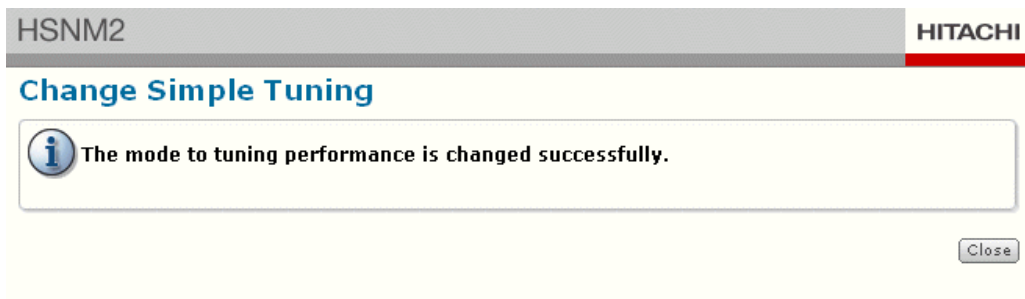 HSNM2
HITACHI
Change Simple Tuning
The mode to tuning performance is changed successfully.
Close